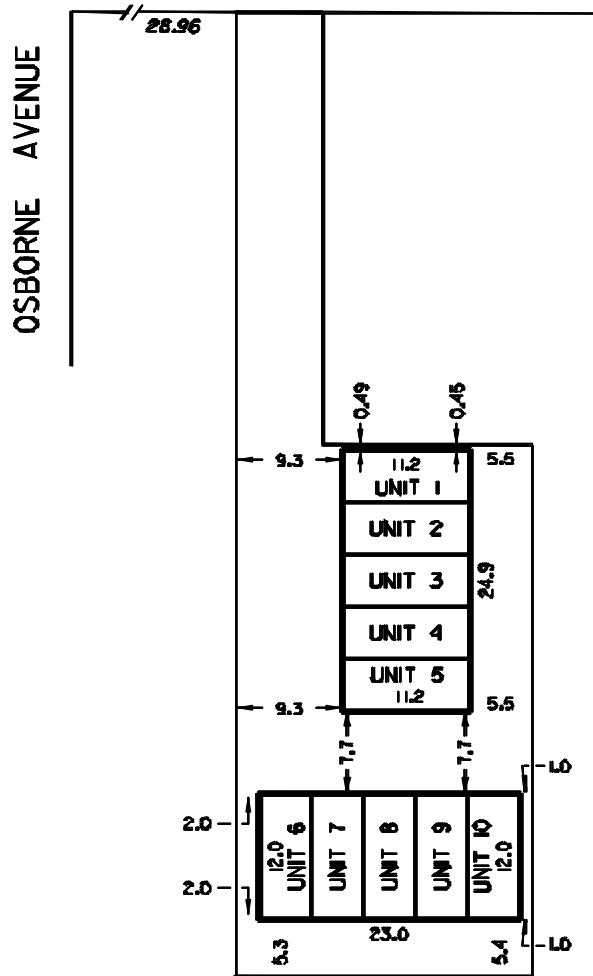 28.96
OSBORNE AVENUE
0.49
0.45
9.3
11.2
5.5
UNIT 1
UNIT 2
UNIT 3
24.9
UNIT 4
UNIT 5
9.3
11.2
5.5
7.7
7.7
1.0
2.0
2.0
12.0
UNIT 6
UNIT 7
UNIT 8
UNIT 9
UNIT 10
12.0
23.0
5.3
5.4
1.0